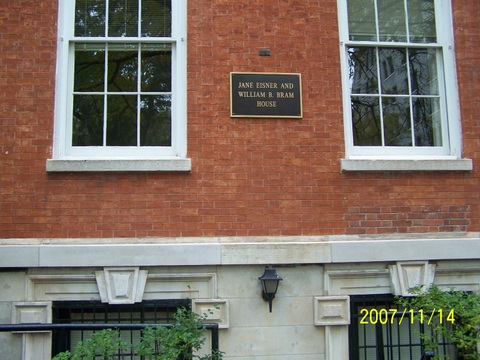 JANE EISNER AND
WILLIAM B. BRAM
HOUSE
2007/11/14